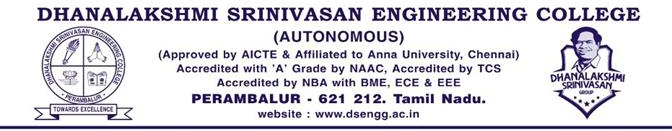 DHANALAKSHMI SRINIVASAN ENGINEERING COLLEGE
(AUTONOMOUS)
(Approved by AICTE & Affiliated to Anna University, Chennai)
Accredited with 'A' Grade by NAAC, Accredited by TCS
Accredited by NBA with BME, ECE & EEE
PERAMBALUR - 621 212. Tamil Nadu.
website : www.dsengg.ac.in
DHANALAKSHMI SRINIVASAN ENGINEERING COLLEGE
PERAMBALUR
TOWARDS EXCELLENCE
DHANALAKSHMI
SRINIVASAN
GROUP